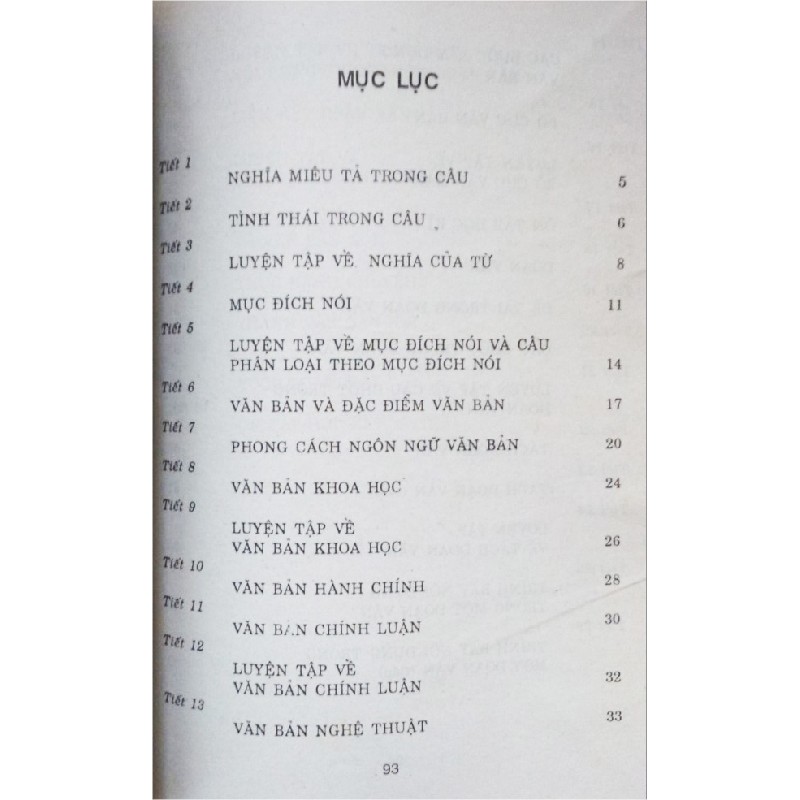 MỤC LỤC
Tiết 1
NGHĨA MIÊU TẢ TRONG CÂU 5
Tiết 2
TÌNH THÁI TRONG CÂU 6
Tiết 3
LUYỆN TẬP VỀ NGHĨA CỦA TỪ 8
Tiết 4
MỤC ĐÍCH NÓI 11
Tiết 5
LUYỆN TẬP VỀ MỤC ĐÍCH NÓI VÀ CÂU
PHÂN LOẠI THEO MỤC ĐÍCH NÓI 14
Tiết 6
VĂN BẢN VÀ ĐẶC ĐIỂM VĂN BẢN 17
Tiết 7
PHONG CÁCH NGÔN NGỮ VĂN BẢN 20
Tiết 8
VĂN BẢN KHOA HỌC 24
Tiết 9
LUYỆN TẬP VỀ
VĂN BẢN KHOA HỌC 26
Tiết 10
VĂN BẢN HÀNH CHÍNH 28
Tiết 11
VĂN BẢN CHÍNH LUẬN 30
Tiết 12
LUYỆN TẬP VỀ
VĂN BẢN CHÍNH LUẬN 32
Tiết 13
VĂN BẢN NGHỆ THUẬT 33
93